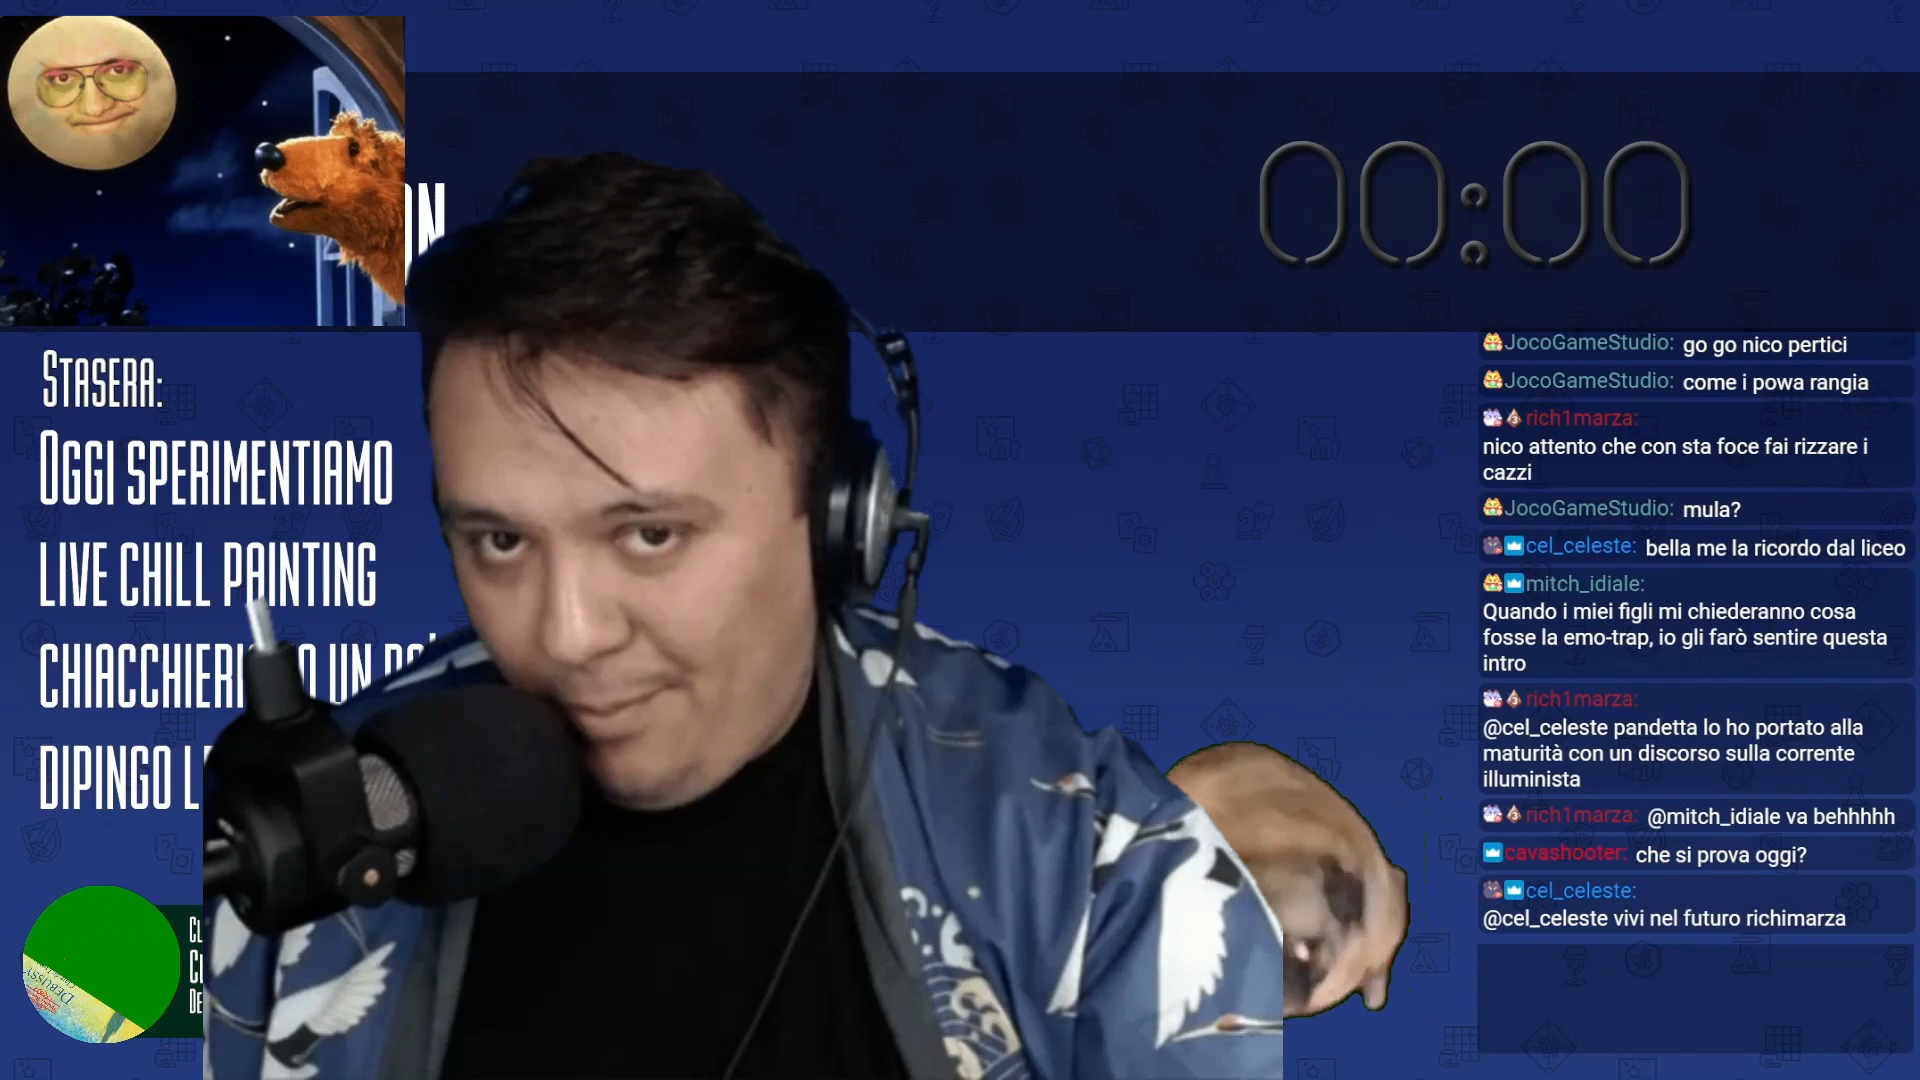 00:00
STASERA:
OGGI SPERIMENTIAMO
LIVE CHILL PAINTING
UN
DIPINGO
DEBUSSY
JocoGameStudio: go go nico pertici
JocoGameStudio: come i powa rangia
rich1marza:
nico attento che con sta foce fai rizzare i
cazzi
JocoGameStudio: mula?
cel_celeste: bella me la ricordo dal liceo
mitch_idiale:
Quando i miei figli mi chiederanno cosa
fosse la emo-trap, io gli farò sentire questa
intro
rich1marza:
@cel_celeste pandetta lo ho portato alla
maturità con un discorso sulla corrente
illuminista
rich1marza: @mitch_idiale va behhhhh
cavashooter: che si prova oggi?
cel_celeste:
@cel_celeste vivi nel futuro richimarza